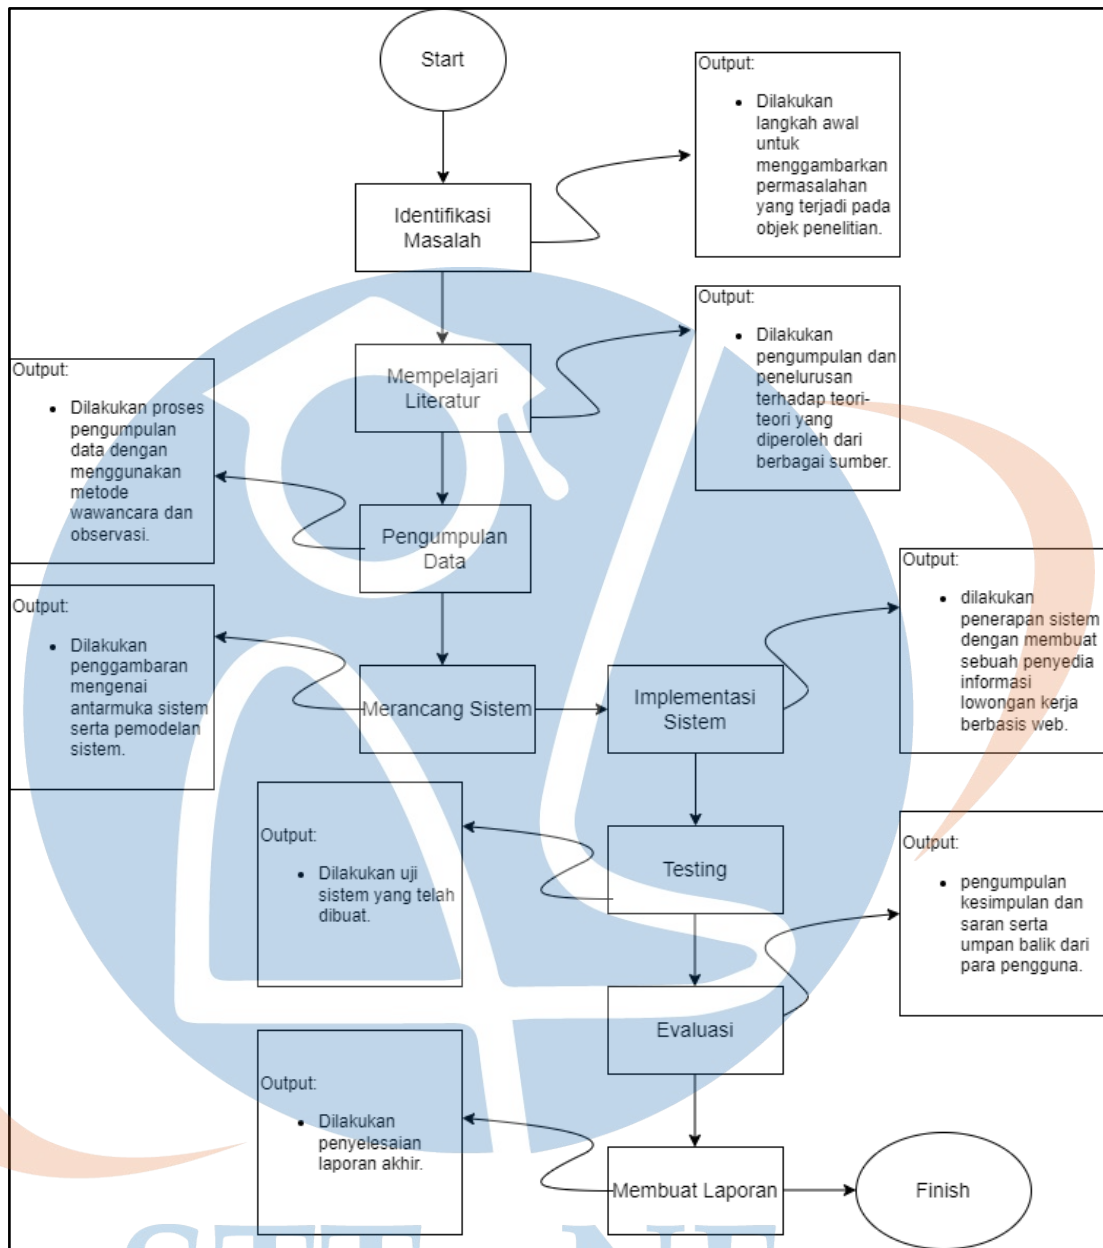 Start
Output:
• Dilakukan
langkah awal
untuk
menggambarkan
permasalahan
yang terjadi pada
objek penelitian.
Identifikasi
Masalah
Output:
• Dilakukan
pengumpulan dan
penelurusan
terhadap teori-
teori yang
diperoleh dari
berbagai sumber.
Mempelajari
Literatur
Output:
• Dilakukan proses
pengumpulan
data dengan
menggunakan
metode
wawancara dan
observasi.
Pengumpulan
Data
Output:
• Dilakukan
penggambaran
mengenai
antarmuka sistem
serta pemodelan
sistem.
Merancang Sistem
Implementasi
Sistem
Output:
• dilakukan
penerapan sistem
dengan membuat
sebuah penyedia
informasi
lowongan kerja
berbasis web.
Output:
• Dilakukan uji
sistem yang telah
dibuat.
Testing
Output:
• pengumpulan
kesimpulan dan
saran serta
umpan balik dari
para pengguna.
Evaluasi
Output:
• Dilakukan
penyelesaian
laporan akhir.
Membuat Laporan
Finish
STT - NF